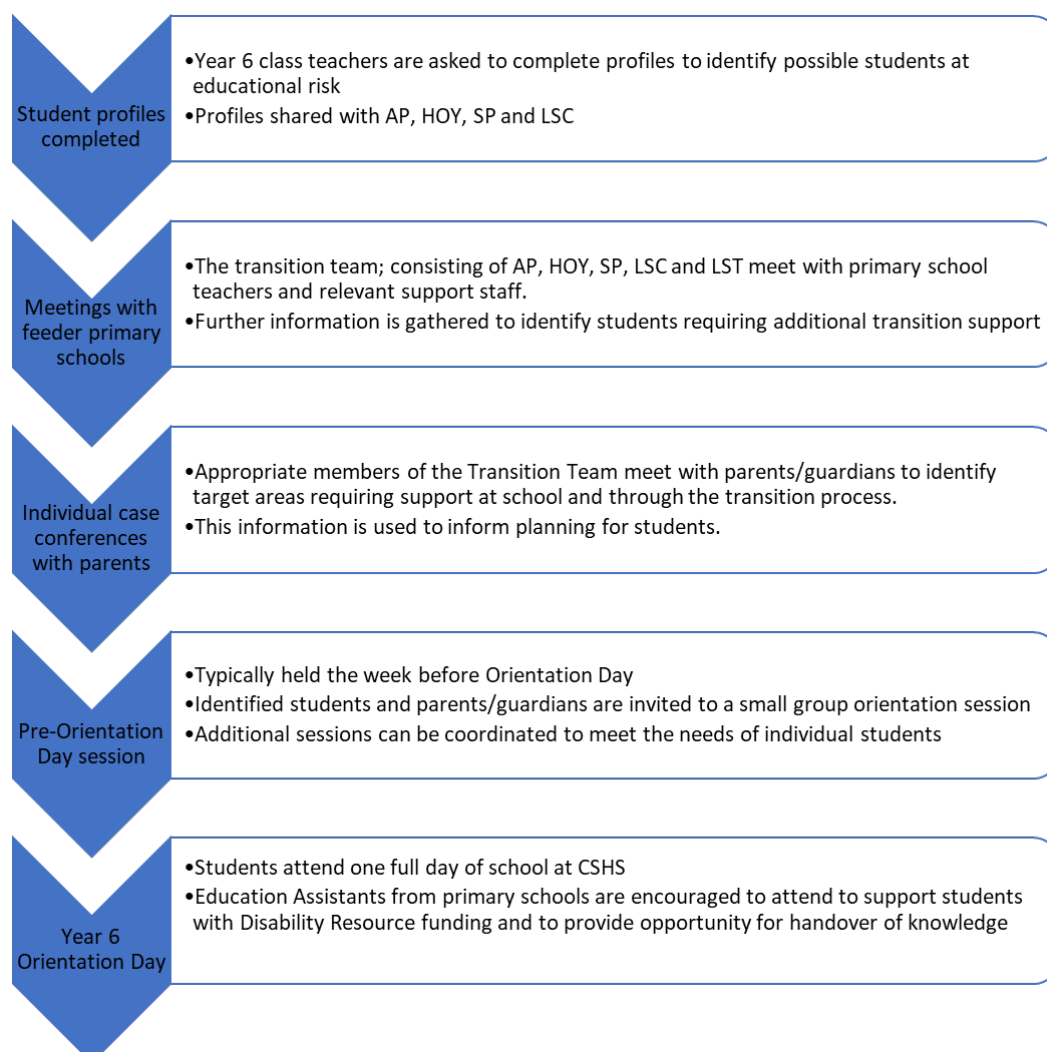 Student profiles
completed
•Year 6 class teachers are asked to complete profiles to identify possible students at
educational risk
•Profiles shared with AP, HOY, SP and LSC
Meetings with
feeder primary
schools
•The transition team; consisting of AP, HOY, SP, LSC and LST meet with primary school
teachers and relevant support staff.
•Further information is gathered to identify students requiring additional transition support
Individual case
conferences
with parents
•Appropriate members of the Transition Team meet with parents/guardians to identify
target areas requiring support at school and through the transition process.
•This information is used to inform planning for students.
Pre-Orientation
Day session
•Typically held the week before Orientation Day
•Identified students and parents/guardians are invited to a small group orientation session
•Additional sessions can be coordinated to meet the needs of individual students
Year 6
Orientation Day
•Students attend one full day of school at CSHS
•Education Assistants from primary schools are encouraged to attend to support students
with Disability Resource funding and to provide opportunity for handover of knowledge